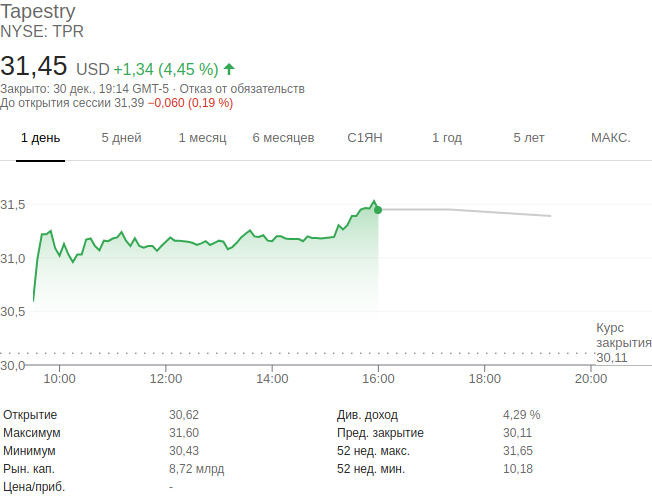 Tapestry
NYSE: TPR
31,45 USD +1,34 (4,45 %)
Закрыто: 30 дек., 19:14 GMT-5 · Отказ от обязательств
До открытия сессии 31,39 −0,060 (0,19 %)
1 день 5 дней 1 месяц 6 месяцев С1ЯН 1 год 5 лет МАКС.
31,5
31,0
30,5
30,0
Курс
закрытия
30,11
10:00 12:00 14:00 16:00 18:00 20:00
Открытие 30,62 Див. доход 4,29 %
Максимум 31,60 Пред. закрытие 30,11
Минимум 30,43 52 нед. макс. 31,65
Рын. кап. 8,72 млрд 52 нед. мин. 10,18
Цена/приб. -